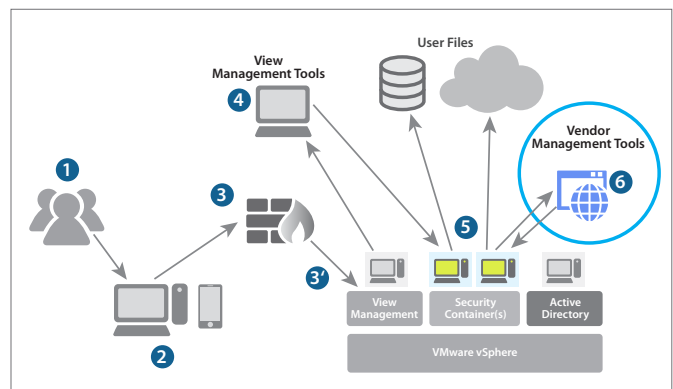 User Files
View
Management Tools
4
Vendor
Management Tools
1
6
3
5
3'
View
Management
Security
Container(s)
Active
Directory
2
VMware vSphere